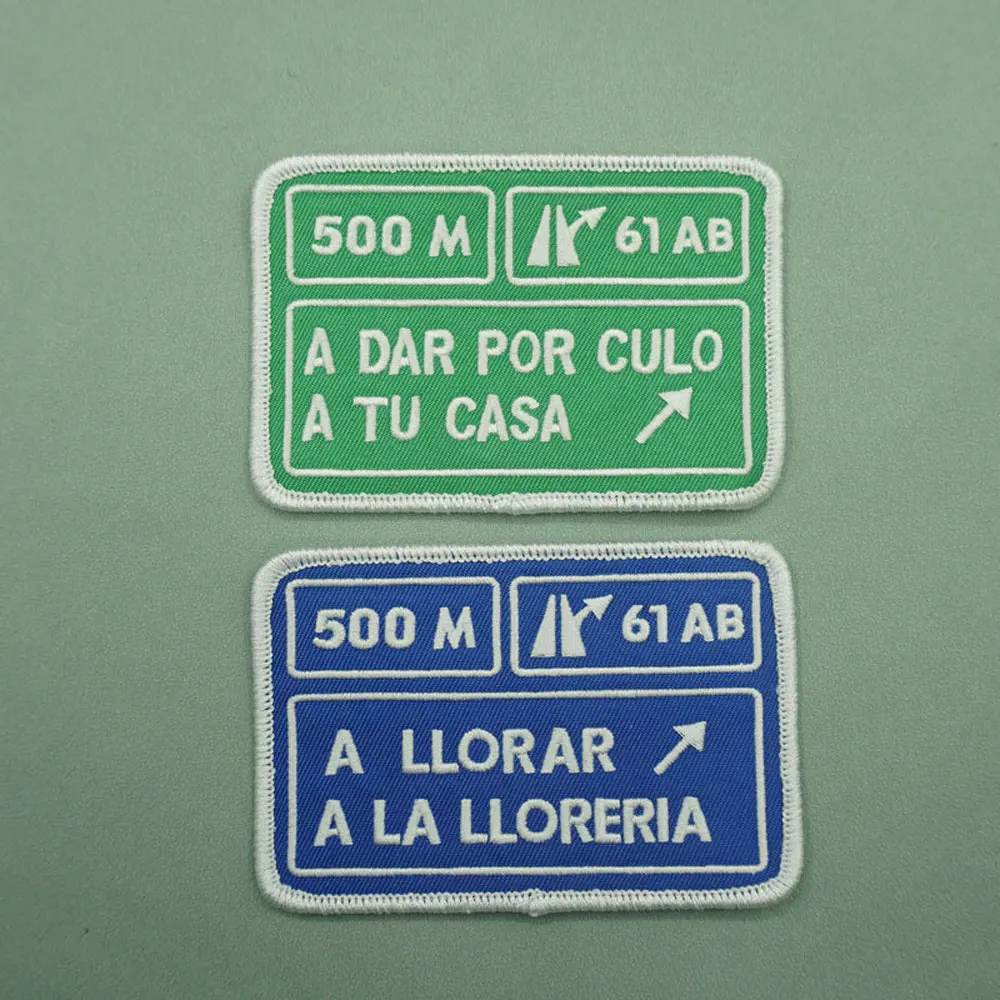 500 M
61 AB
A DAR POR CULO
A TU CASA
500 M
61 AB
A LLORAR
A LA LLORERIA